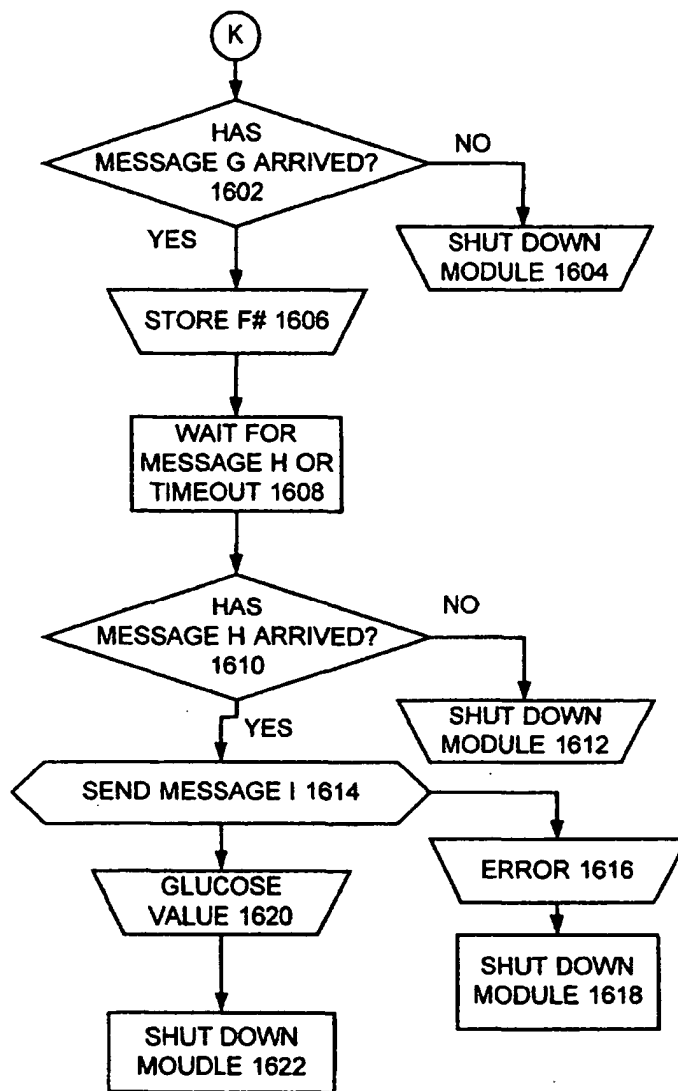 K
HAS
MESSAGE G ARRIVED?
1602
NO
YES
SHUT DOWN
MODULE 1604
STORE F# 1606
WAIT FOR
MESSAGE H OR
TIMEOUT 1608
HAS
MESSAGE H ARRIVED?
1610
NO
YES
SHUT DOWN
MODULE 1612
SEND MESSAGE I 1614
ERROR 1616
GLUCOSE
VALUE 1620
SHUT DOWN
MODULE 1618
SHUT DOWN
MOUDLE 1622